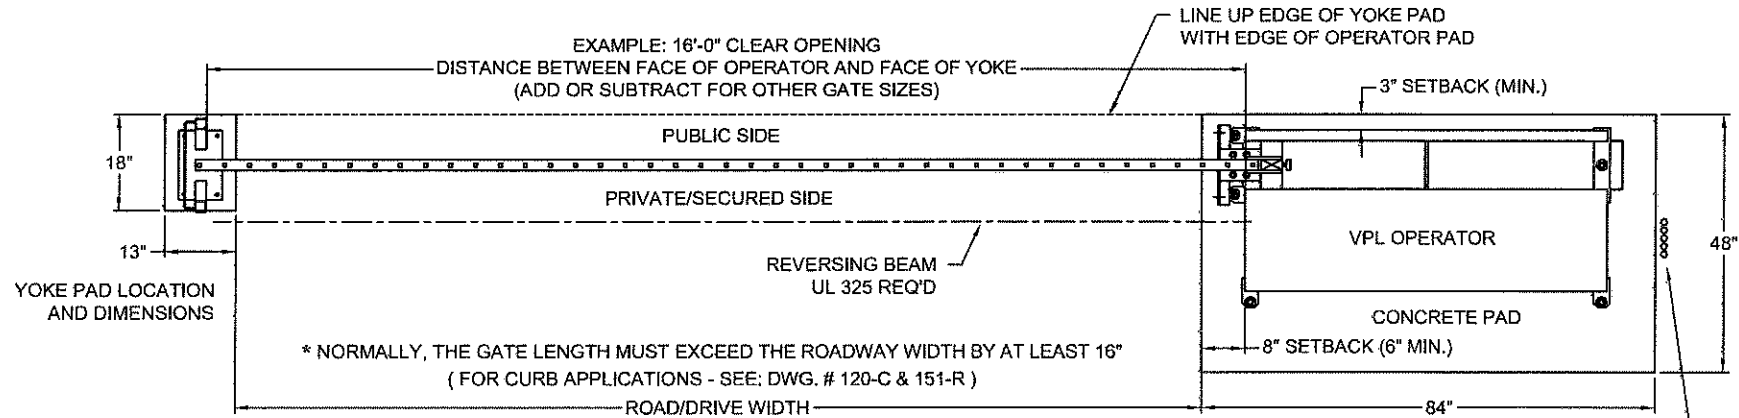 LINE UP EDGE OF YOKE PAD
WITH EDGE OF OPERATOR PAD
EXAMPLE: 16'-0" CLEAR OPENING
DISTANCE BETWEEN FACE OF OPERATOR AND FACE OF YOKE
(ADD OR SUBTRACT FOR OTHER GATE SIZES)
3" SETBACK (MIN.)
PUBLIC SIDE
18"
PRIVATE/SECURED SIDE
VPL OPERATOR
48"
13"
REVERSING BEAM
UL 325 REQ'D
YOKE PAD LOCATION
AND DIMENSIONS
CONCRETE PAD
8" SETBACK (6" MIN.)
* NORMALLY, THE GATE LENGTH MUST EXCEED THE ROADWAY WIDTH BY AT LEAST 16"
( FOR CURB APPLICATIONS - SEE: DWG. # 120-C & 151-R )
ROAD/DRIVE WIDTH
84"